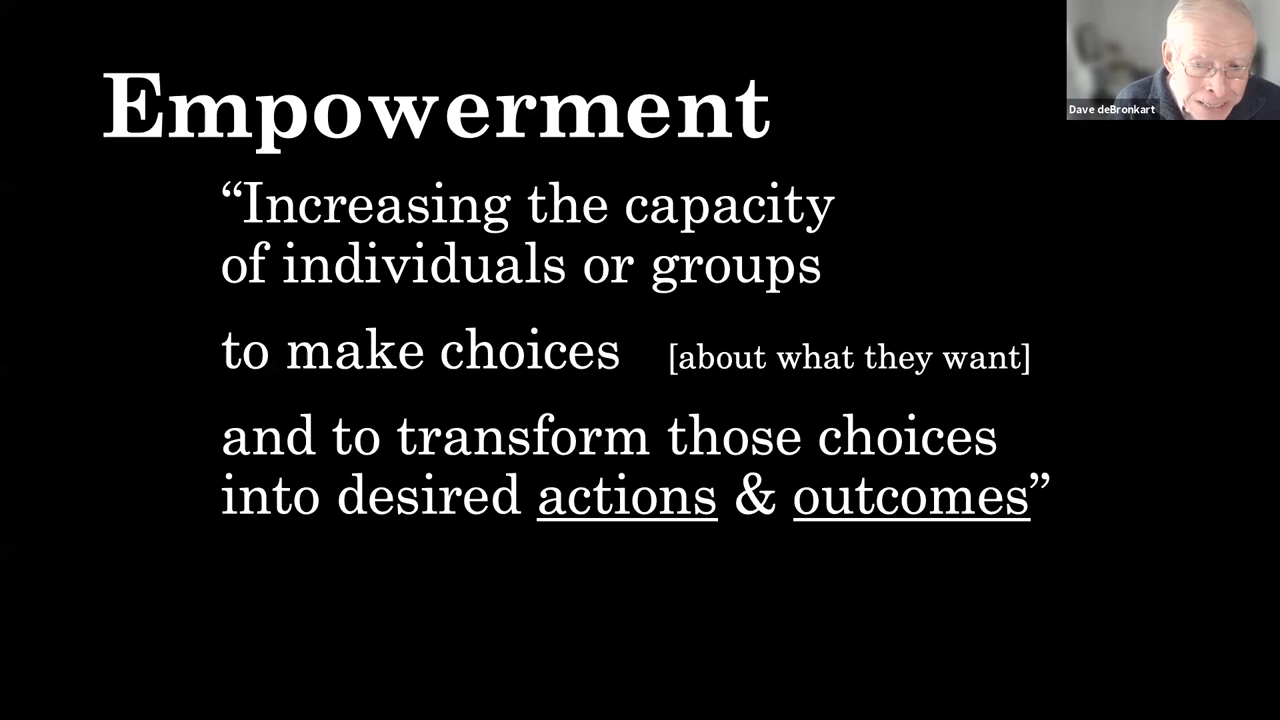 Empowerment
“Increasing the capacity
of individuals or groups
to make choices [about what they want]
and to transform those choices
into desired actions & outcomes”
Dave deBronkart